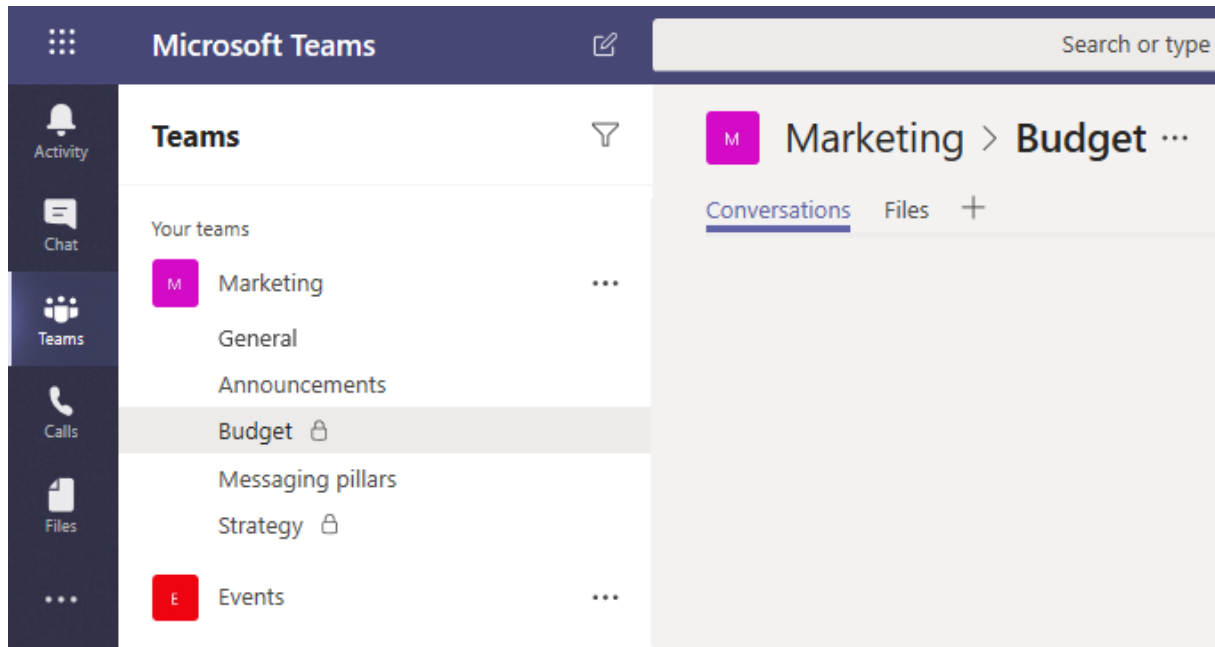 Microsoft Teams
Search or type
Activity
Chat
Teams
Calls
Files
Teams
Your teams
M Marketing
General
Announcements
Budget
Messaging pillars
Strategy
E Events
M Marketing > Budget ...
Conversations Files +